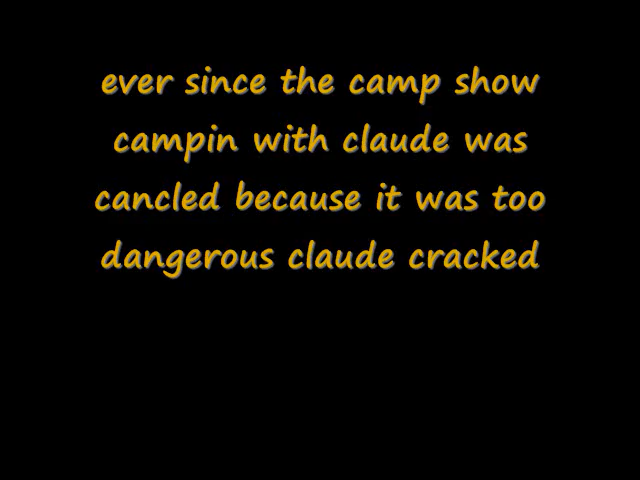 ever since the camp show
campin with claude was
cancled because it was too
dangerous claude cracked